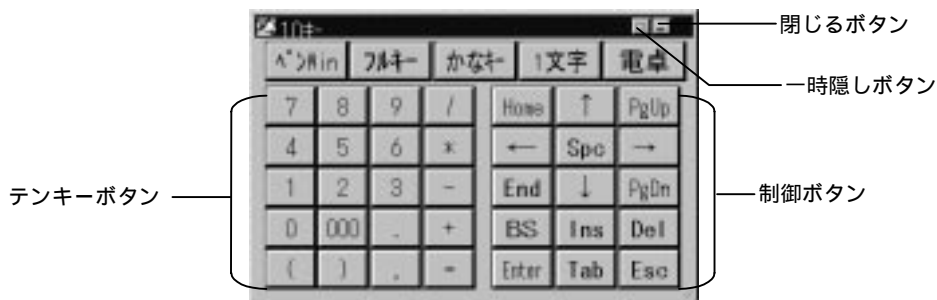 10キー
閉じるボタン
ペンWin フルキー かなキー 1文字 電卓
一時隠しボタン
7 8 9 / Home ↑ PgUp
4 5 6 * ← Spc →
テンキーボタン
1 2 3 - End ↓ PgDn
制御ボタン
0 000 . + BS Ins Del
( ) , = Enter Tab Esc